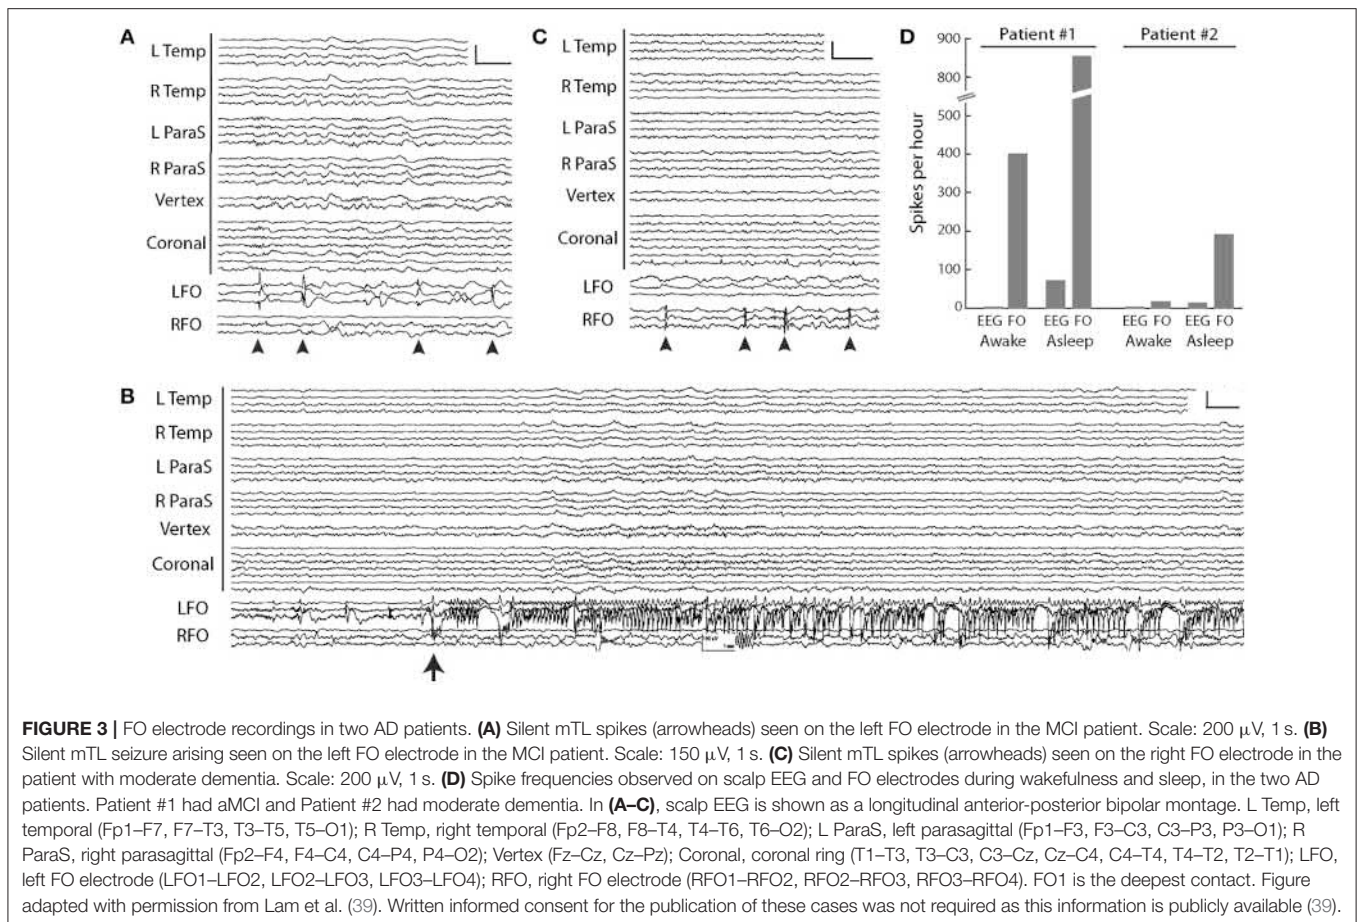 A
L Temp
R Temp
L ParaS
R ParaS
Vertex
Coronal
LFO
RFO
C
L Temp
R Temp
L ParaS
R ParaS
Vertex
Coronal
LFO
RFO
D
Patient #1 Patient #2
900
800
500
400
300
200
100
0
Spikes per hour
EEG FO EEG FO EEG FO EEG FO
Awake Asleep Awake Asleep
B
L Temp
R Temp
L ParaS
R ParaS
Vertex
Coronal
LFO
RFO
FIGURE 3 | FO electrode recordings in two AD patients. (A) Silent mTL spikes (arrowheads) seen on the left FO electrode in the MCI patient. Scale: 200 μV, 1 s. (B)
Silent mTL seizure arising seen on the left FO electrode in the MCI patient. Scale: 150 μV, 1 s. (C) Silent mTL spikes (arrowheads) seen on the right FO electrode in the
patient with moderate dementia. Scale: 200 μV, 1 s. (D) Spike frequencies observed on scalp EEG and FO electrodes during wakefulness and sleep, in the two AD
patients. Patient #1 had aMCI and Patient #2 had moderate dementia. In (A–C), scalp EEG is shown as a longitudinal anterior-posterior bipolar montage. L Temp, left
temporal (Fp1–F7, F7–T3, T3–T5, T5–O1); R Temp, right temporal (Fp2–F8, F8–T4, T4–T6, T6–O2); L ParaS, left parasagittal (Fp1–F3, F3–C3, C3–P3, P3–O1); R
ParaS, right parasagittal (Fp2–F4, F4–C4, C4–P4, P4–O2); Vertex (Fz–Cz, Cz–Pz); Coronal, coronal ring (T1–T3, T3–C3, C3–Cz, Cz–C4, C4–T4, T4–T2, T2–T1); LFO,
left FO electrode (LFO1–LFO2, LFO2–LFO3, LFO3–LFO4); RFO, right FO electrode (RFO1–RFO2, RFO2–RFO3, RFO3–RFO4). FO1 is the deepest contact. Figure
adapted with permission from Lam et al. (39). Written informed consent for the publication of these cases was not required as this information is publicly available (39).